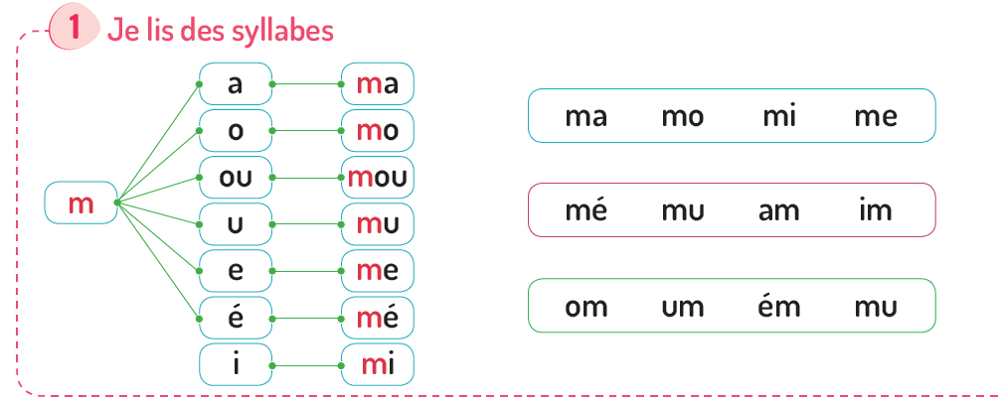 1 Je lis des syllabes
m
a ma
o mo
ou mou
u mu
e me
é mé
i mi
ma mo mi me
mé mu am im
om um ém mu